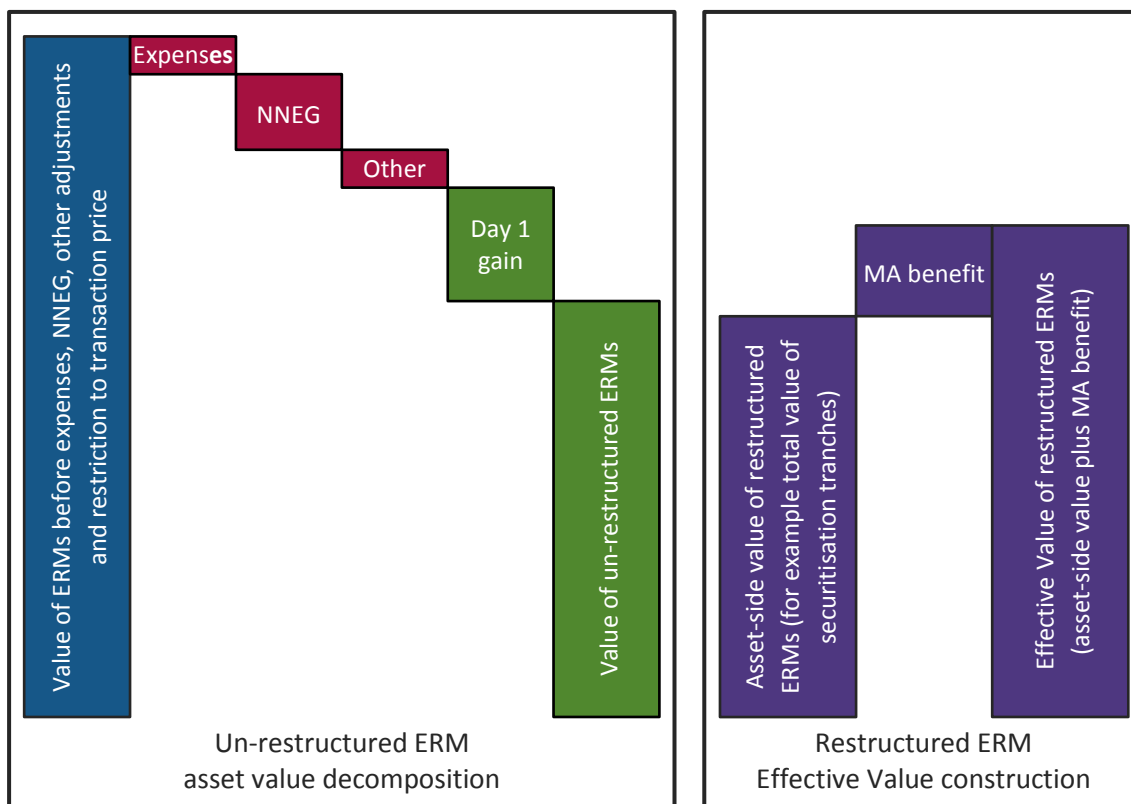 Value of ERMs before expenses, NNEG, other adjustments
and restriction to transaction price
Expenses
NNEG
Other
Day 1
gain
Value of un-restructured ERMs
Un-restructured ERM
asset value decomposition
Asset-side value of restructured
ERMs (for example total value of
securitisation tranches)
MA benefit
Effective Value of restructured ERMs
(asset-side value plus MA benefit)
Restructured ERM
Effective Value construction